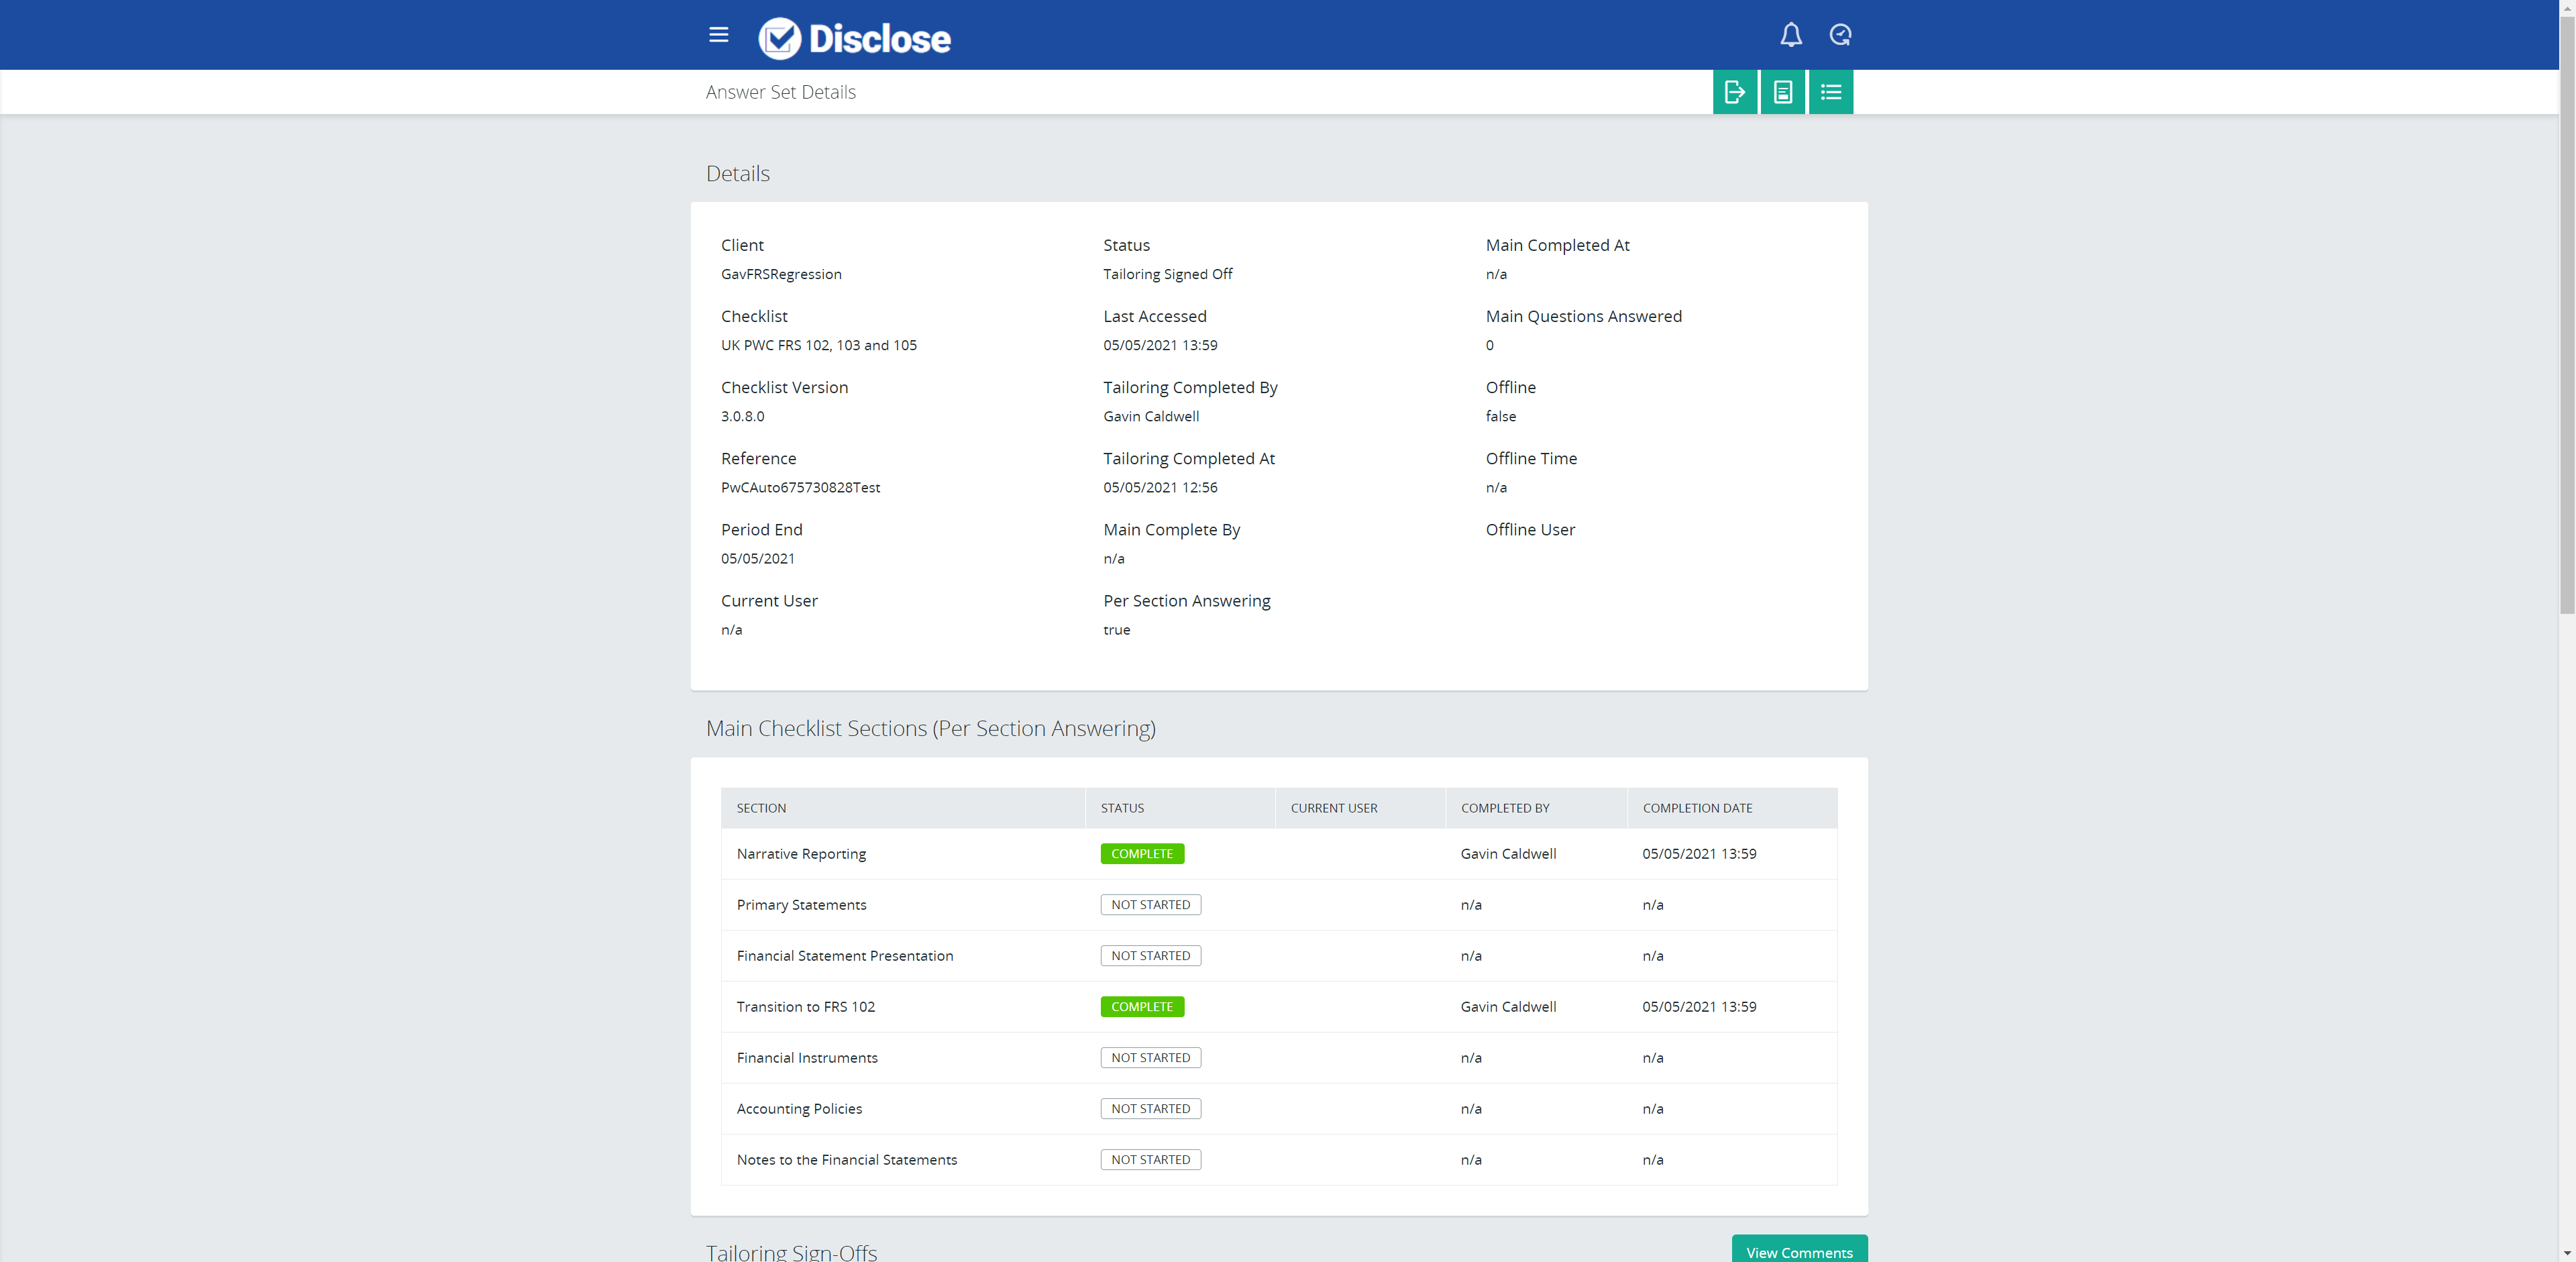 Disclose
Answer Set Details
Details
Client
GavFRSRegression
Checklist
UK PWC FRS 102, 103 and 105
Checklist Version
3.0.8.0
Reference
PwCAuto675730828Test
Period End
05/05/2021
Current User
n/a
Status
Tailoring Signed Off
Last Accessed
05/05/2021 13:59
Tailoring Completed By
Gavin Caldwell
Tailoring Completed At
05/05/2021 12:56
Main Complete By
n/a
Per Section Answering
true
Main Completed At
n/a
Main Questions Answered
0
Offline
false
Offline Time
n/a
Offline User
Main Checklist Sections (Per Section Answering)
SECTION STATUS CURRENT USER COMPLETED BY COMPLETION DATE
Narrative Reporting COMPLETE Gavin Caldwell 05/05/2021 13:59
Primary Statements NOT STARTED n/a n/a
Financial Statement Presentation NOT STARTED n/a n/a
Transition to FRS 102 COMPLETE Gavin Caldwell 05/05/2021 13:59
Financial Instruments NOT STARTED n/a n/a
Accounting Policies NOT STARTED n/a n/a
Notes to the Financial Statements NOT STARTED n/a n/a
Tailoring Sign-Offs View Comments